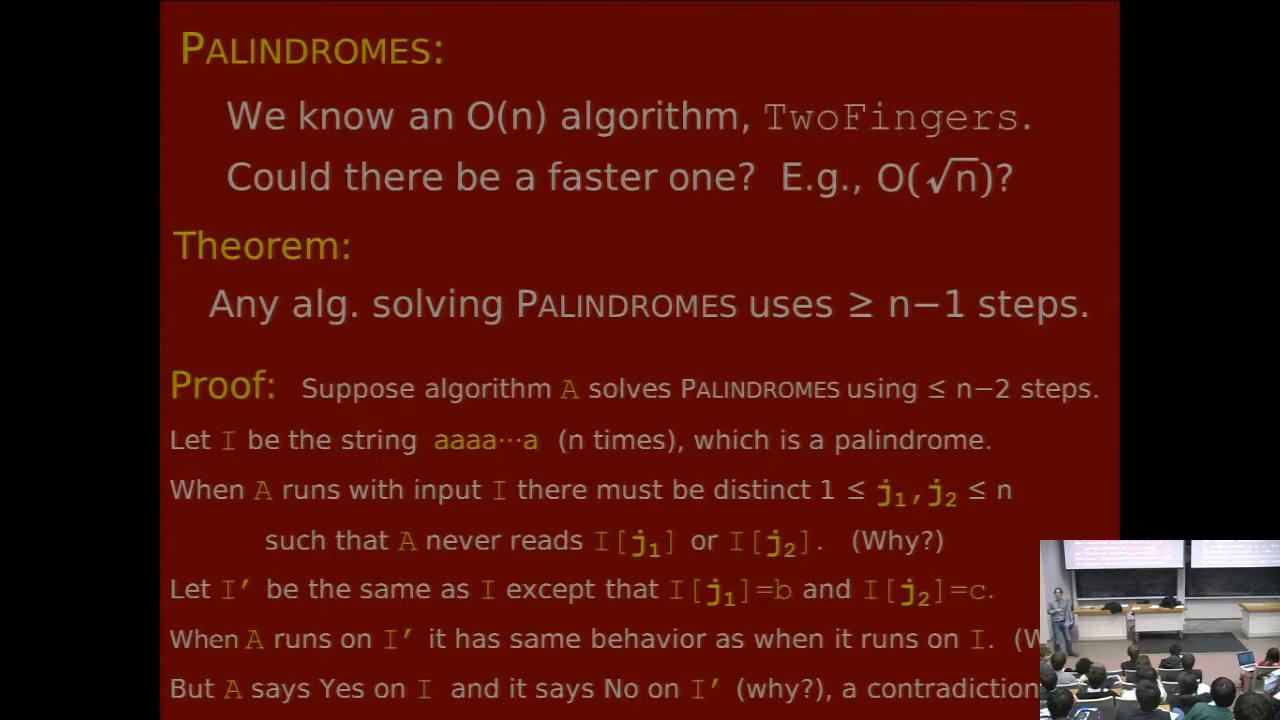 PALINDROMES:
We know an O(n) algorithm, TwoFingers.
Could there be a faster one? E.g., O(√n)?
Theorem:
Any alg. solving PALINDROMES uses ≥ n−1 steps.
Proof: Suppose algorithm A solves PALINDROMES using ≤ n−2 steps.
Let I be the string aaaa···a (n times), which is a palindrome.
When A runs with input I there must be distinct 1 ≤ j₁,j₂ ≤ n
such that A never reads I[j₁] or I[j₂]. (Why?)
Let I’ be the same as I except that I[j₁]=b and I[j₂]=c.
When A runs on I’ it has same behavior as when it runs on I.
But A says Yes on I and it says No on I’ (why?), a contradiction